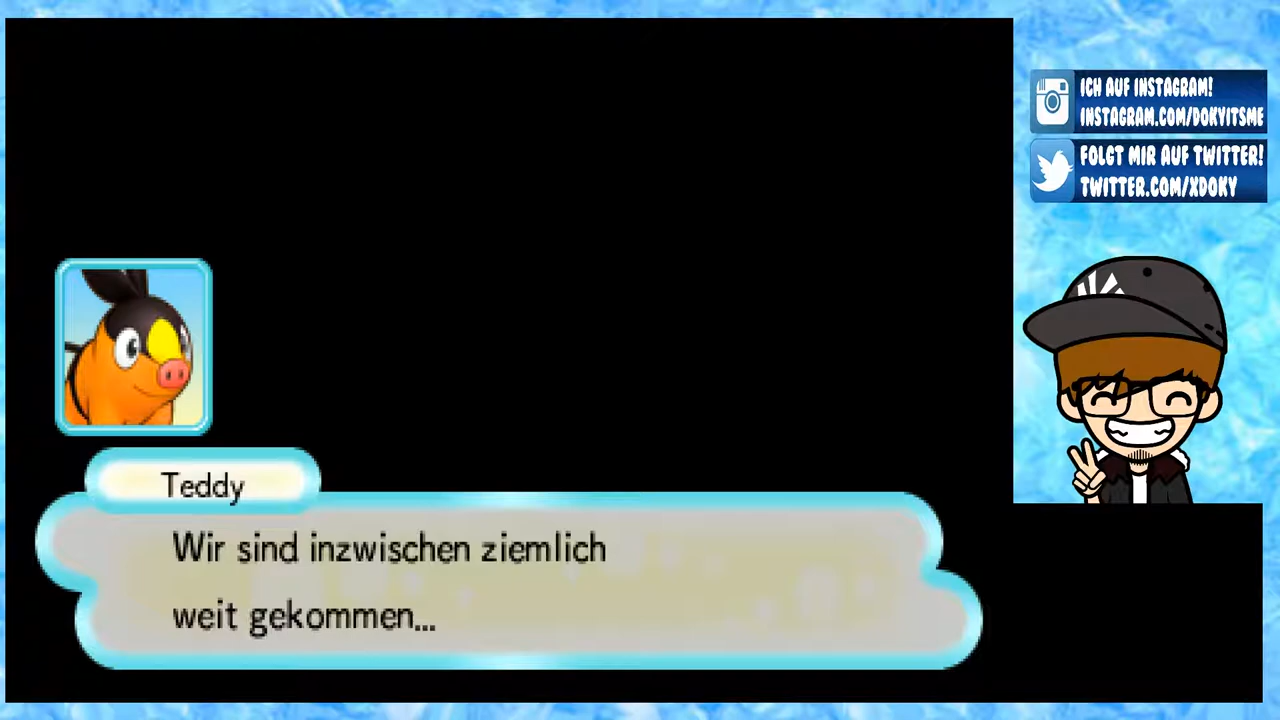 ICH AUF INSTAGRAM!
INSTAGRAM.COM/DOKYITSME
FOLGT MIR AUF TWITTER!
TWITTER.COM/XDOKY
Teddy
Wir sind inzwischen ziemlich
weit gekommen...